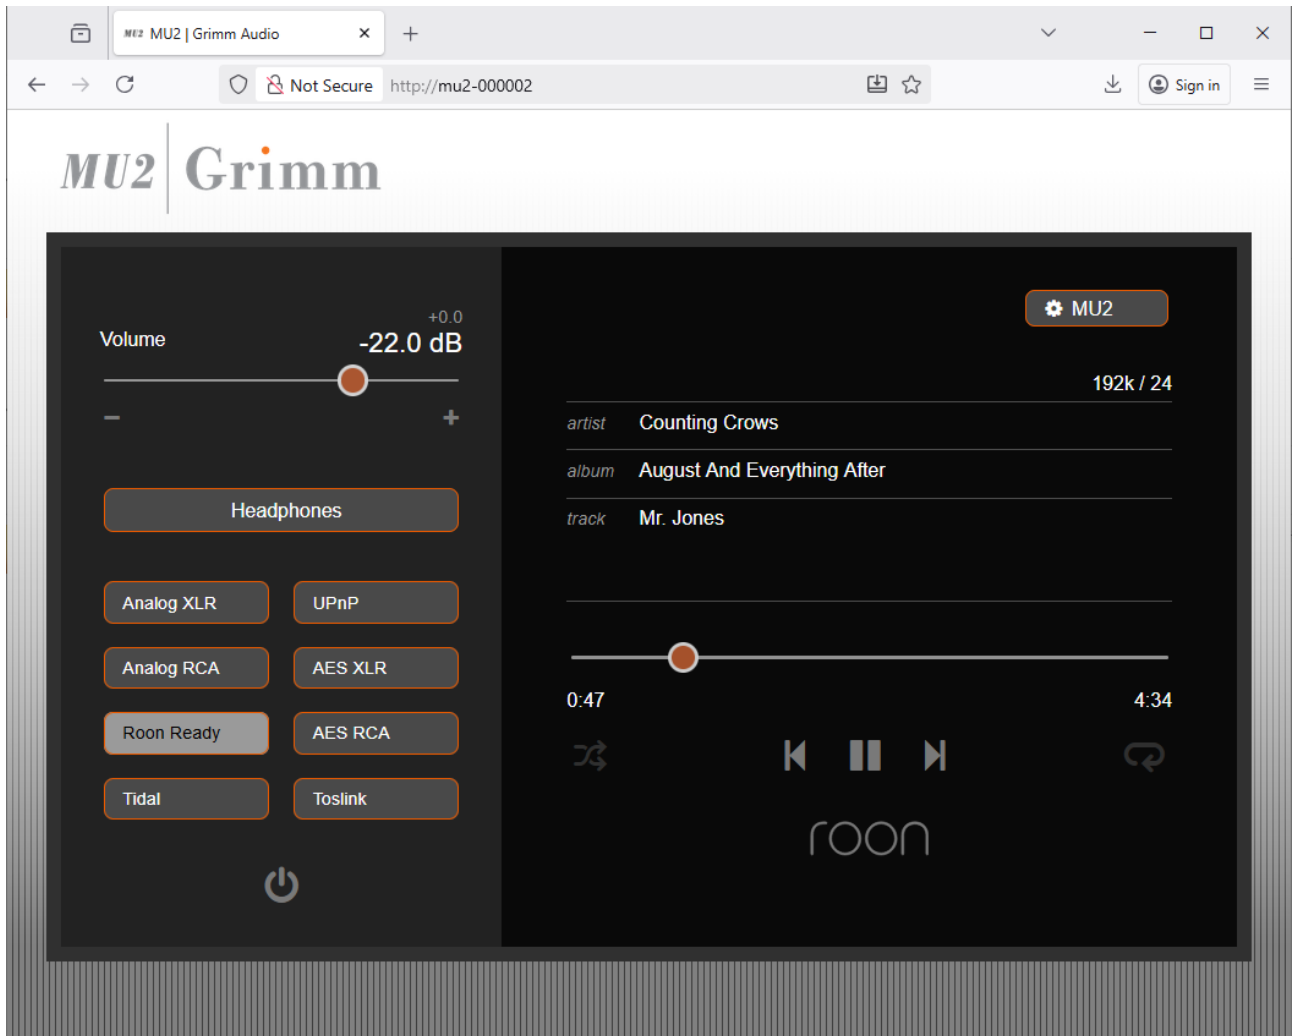 MU2 MU2 | Grimm Audio
Not Secure http://mu2-000002
Sign in
MU2 Grimm
+0.0
Volume -22.0 dB
− +
Headphones
Analog XLR UPnP
Analog RCA AES XLR
Roon Ready AES RCA
Tidal Toslink
MU2
192k / 24
artist Counting Crows
album August And Everything After
track Mr. Jones
0:47 4:34
roon